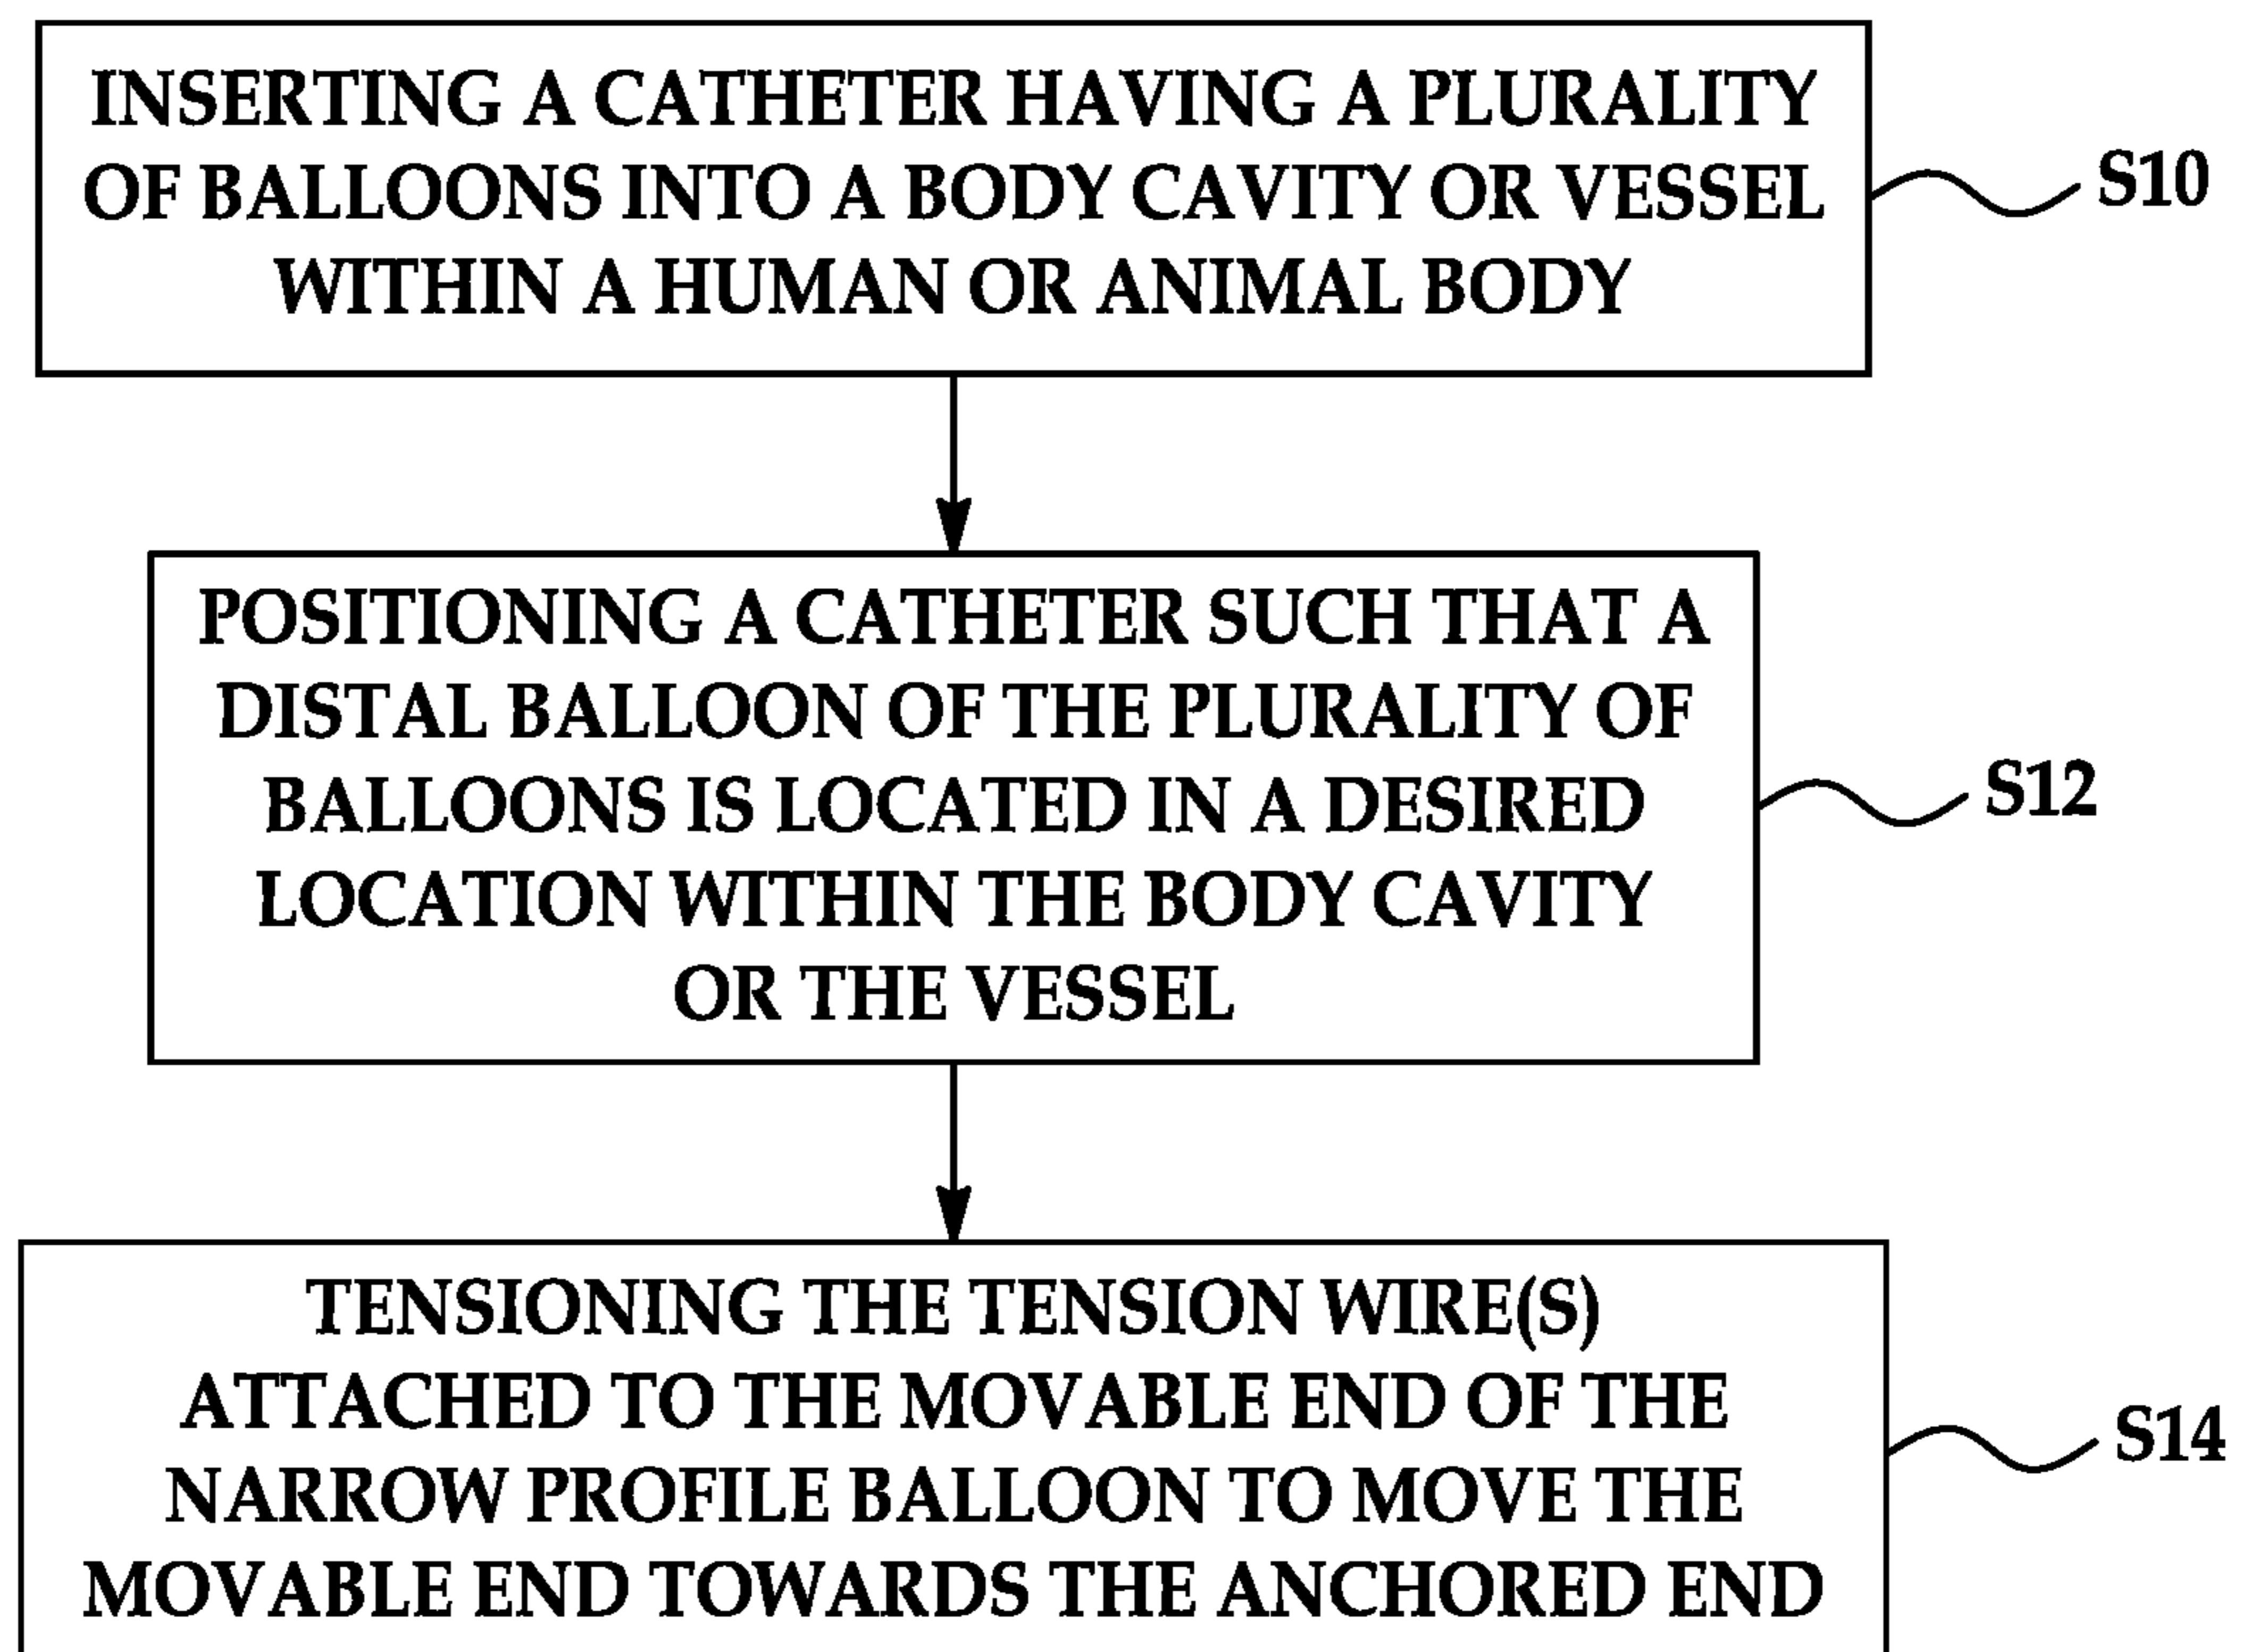 INSERTING A CATHETER HAVING A PLURALITY
OF BALLOONS INTO A BODY CAVITY OR VESSEL
WITHIN A HUMAN OR ANIMAL BODY
S10
POSITIONING A CATHETER SUCH THAT A
DISTAL BALLOON OF THE PLURALITY OF
BALLOONS IS LOCATED IN A DESIRED
LOCATION WITHIN THE BODY CAVITY
OR THE VESSEL
S12
TENSIONING THE TENSION WIRE(S)
ATTACHED TO THE MOVABLE END OF THE
NARROW PROFILE BALLOON TO MOVE THE
MOVABLE END TOWARDS THE ANCHORED END
S14